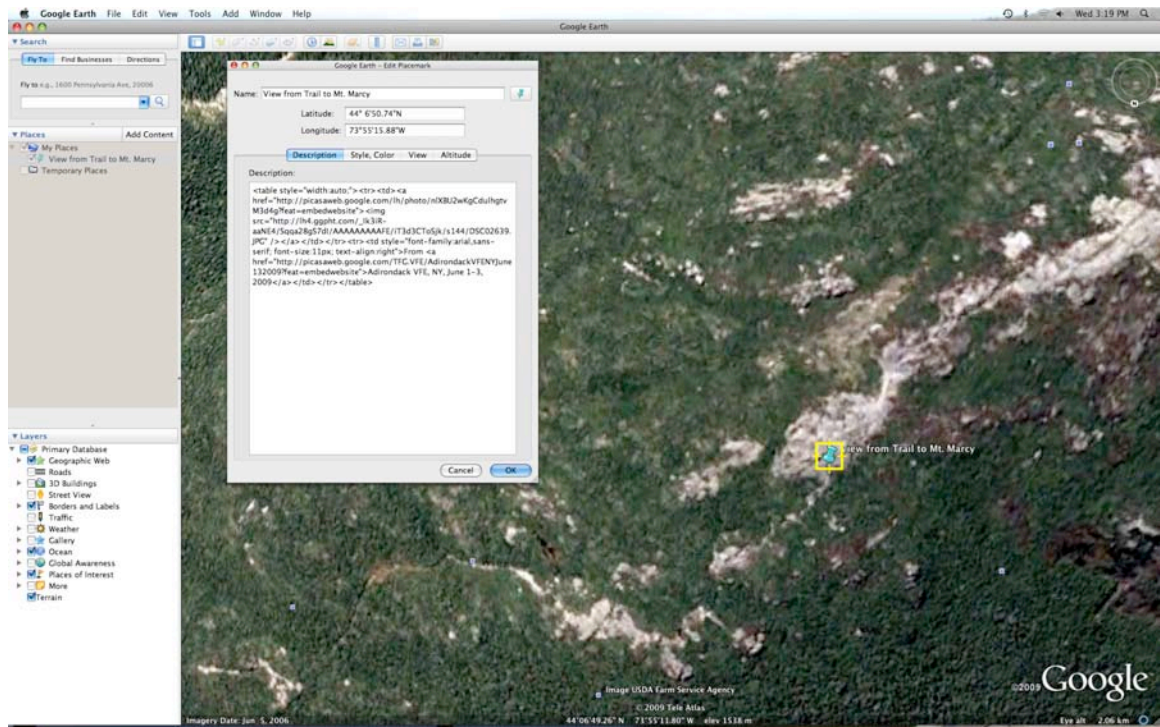 Google Earth File Edit View Tools Add Window Help
Wed 3:19 PM
Google Earth
Search
Fly To Find Businesses Directions
Fly to e.g., 1600 Pennsylvania Ave, 20006
Places Add Content
My Places
View from Trail to Mt. Marcy
Temporary Places
Layers
Primary Database
Geographic Web
Roads
3D Buildings
Street View
Borders and Labels
Traffic
Weather
Gallery
Ocean
Global Awareness
Places of Interest
More
Terrain
Google Earth - Edit Placemark
Name: View from Trail to Mt. Marcy
Latitude: 44° 6'50.74"N
Longitude: 73°55'15.88"W
Description Style, Color View Altitude
Description:
<table style="width:auto;"><tr><td><a
href="http://picasaweb.google.com/lh/photo/nlXBU2wKgCdulhgtv
M3d4g?feat=embedwebsite"><img
src="http://lh4.ggpht.com/_lk3iR-
aaNE4/Sqqa28gS7dI/AAAAAAAAAFE/iT3d3CToSjk/s144/DSC02639.
JPG" /></a></td></tr><tr><td style="font-family:arial,sans-
serif; font-size:11px; text-align:right">From <a
href="http://picasaweb.google.com/TFG.VFE/AdirondackVFENYJune
132009?feat=embedwebsite">Adirondack VFE, NY, June 1-3,
2009</a></td></tr></table>
Cancel OK
View from Trail to Mt. Marcy
Image USDA Farm Service Agency
© 2009 Tele Atlas
©2009 Google
Imagery Date: Jun 5, 2006 44°06'49.26" N 73°55'11.80" W elev 1538 m Eye alt 2.06 km